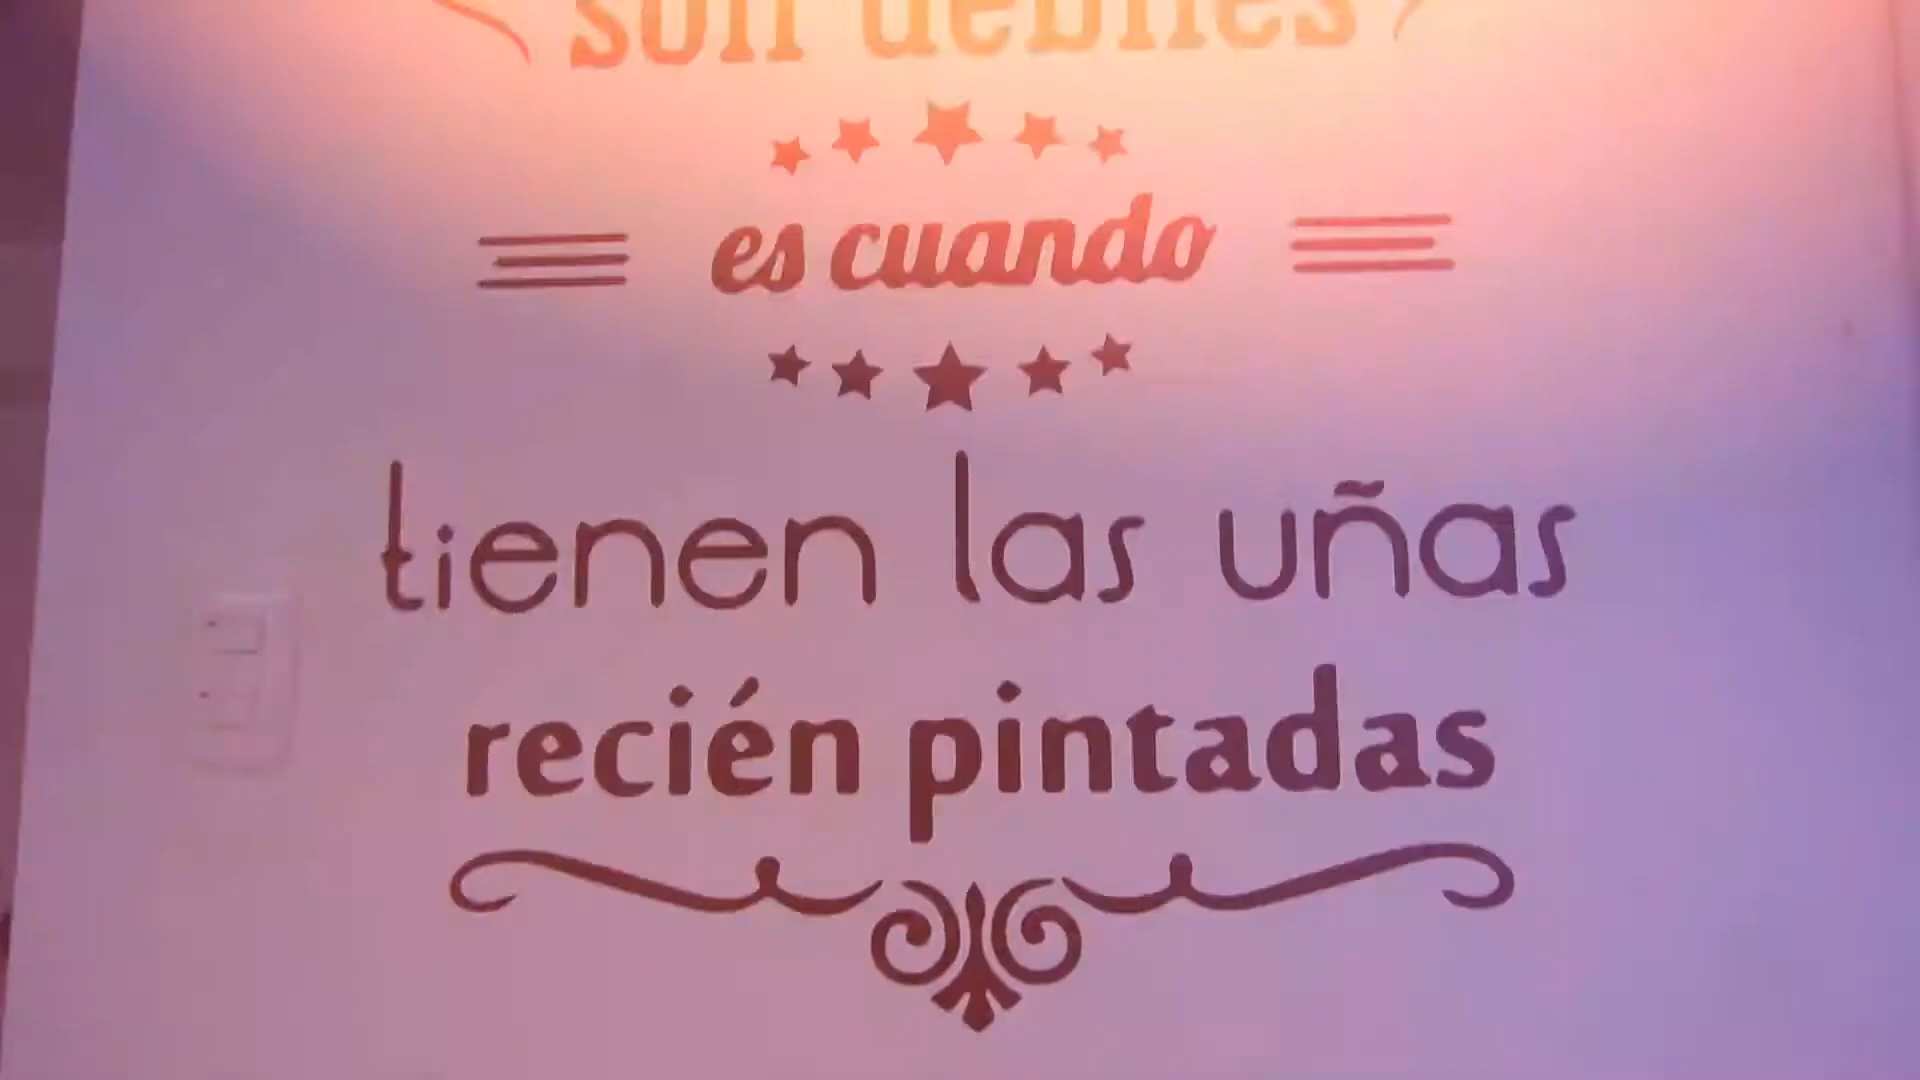 son débiles
es cuando
tienen las uñas
recién pintadas